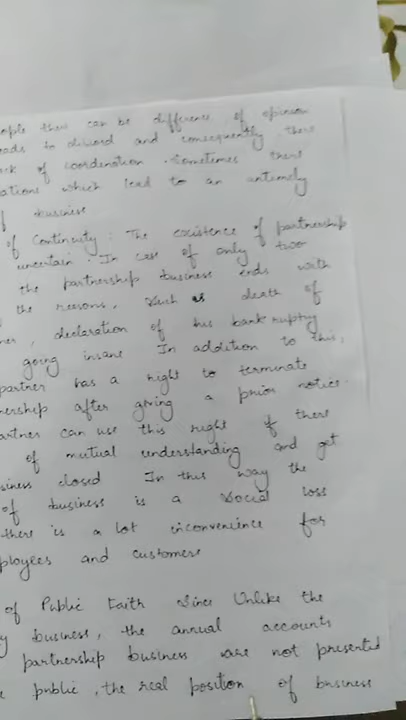 ople then can be difference of opinion
eads to discord and consequently there
ck of coordination. Sometimes there
ations which lead to an untimely
f business
of Continuity: The existence of partnership
uncertain. In case of only two
the partnership business ends with
the reasons, such as death of
ner, declaration of his bankruptcy
going insane In addition to this,
partner has a right to terminate
nership after giving a prior notice.
artner can use this right if there
of mutual understanding and get
siness closed In this way the
of business is a social loss
there is a lot inconvenience for
ployees and customers
of Public Faith Since Unlike the
y business, the annual accounts
partnership business are not presented
e public, the real position of business